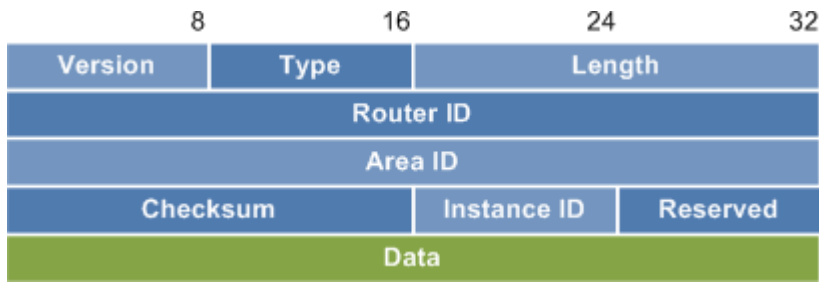 8 16 24 32
Version Type Length
Router ID
Area ID
Checksum Instance ID Reserved
Data